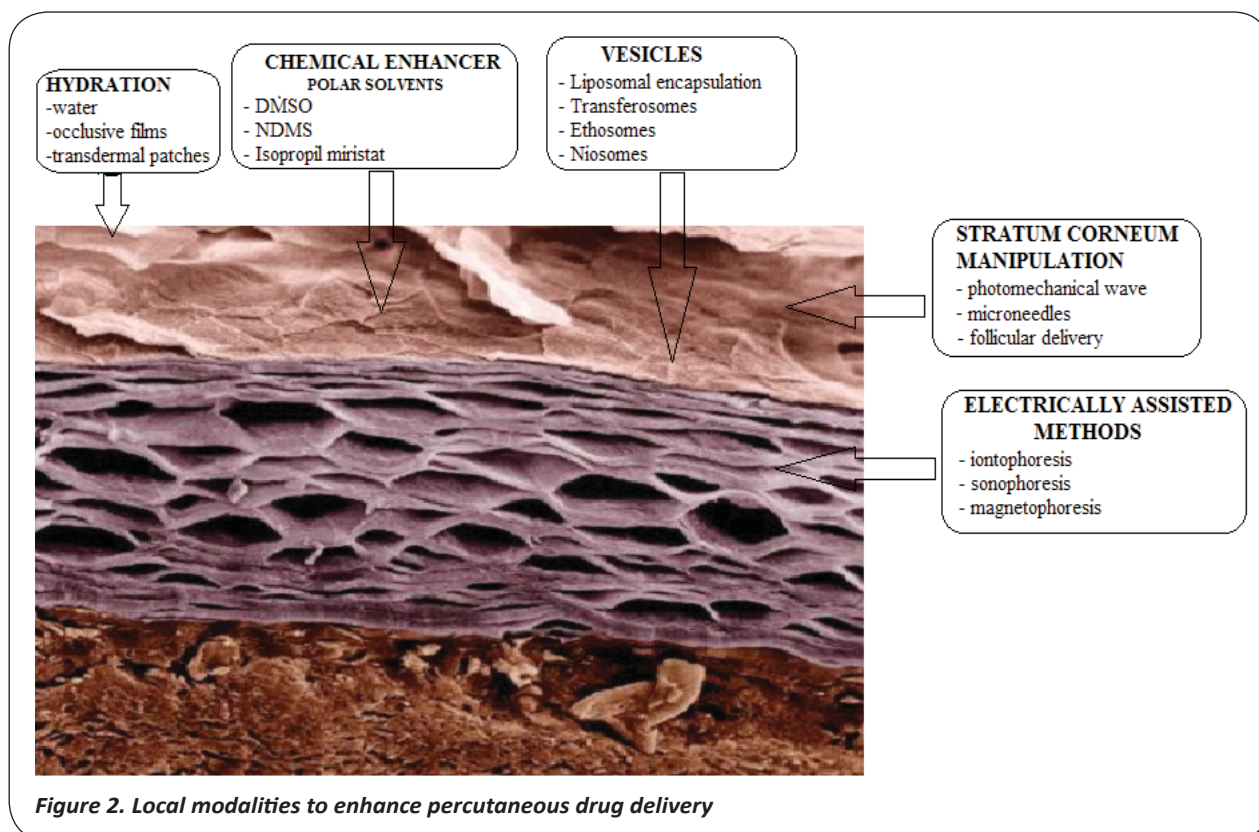 HYDRATION
-water
-occlusive films
-transdermal patches
CHEMICAL ENHANCER
POLAR SOLVENTS
- DMSO
- NDMS
- Isopropil miristat
VESICLES
- Liposomal encapsulation
- Transferosomes
- Ethosomes
- Niosomes
STRATUM CORNEUM
MANIPULATION
- photomechanical wave
- microneedles
- follicular delivery
ELECTRICALLY ASSISTED
METHODS
- iontophoresis
- sonophoresis
- magnetophoresis
Figure 2. Local modalities to enhance percutaneous drug delivery